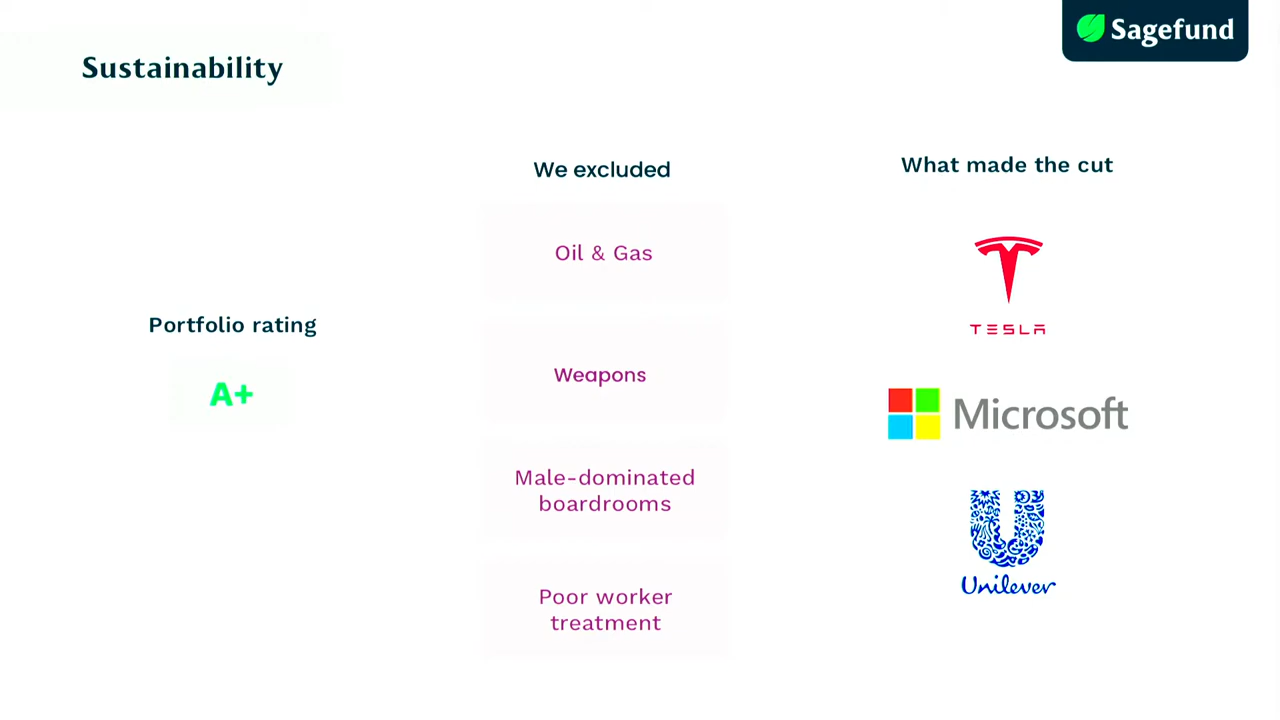 Sagefund
Sustainability
Portfolio rating
A+
We excluded
Oil & Gas
Weapons
Male-dominated
boardrooms
Poor worker
treatment
What made the cut
TESLA
Microsoft
Unilever